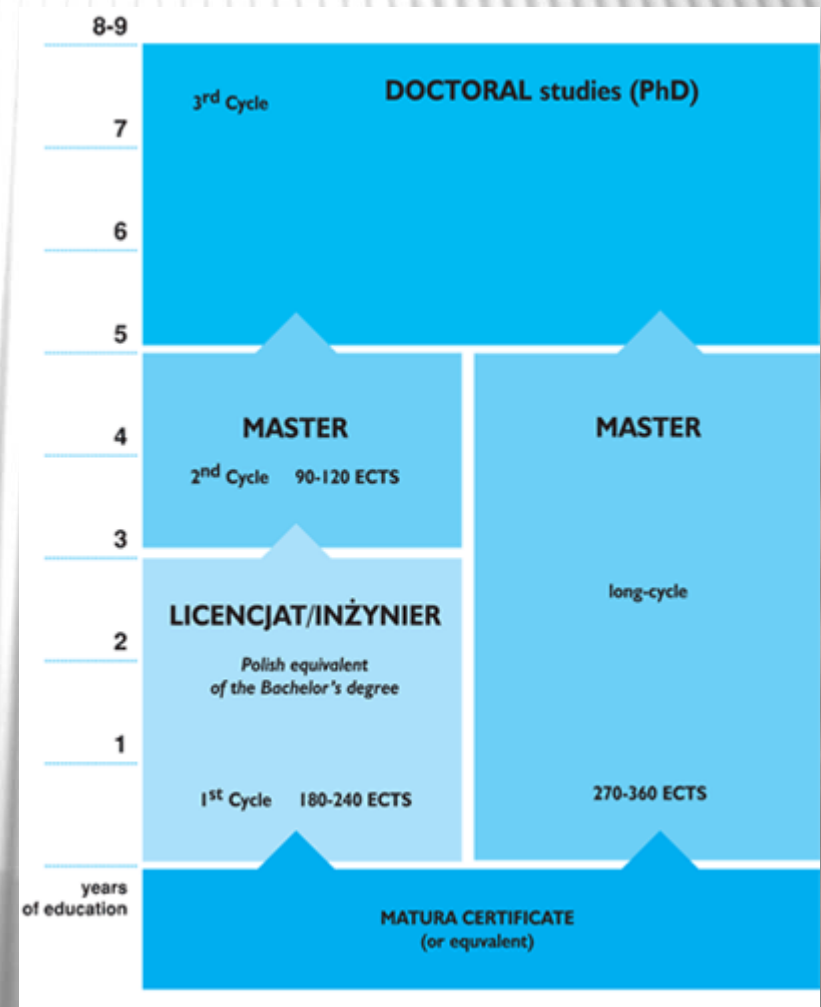 8-9
3rd Cycle DOCTORAL studies (PhD)
7
6
5
MASTER MASTER
4
2nd Cycle 90-120 ECTS
3
long-cycle
LICENCJAT/INŻYNIER
2
Polish equivalent
of the Bachelor's degree
1
1st Cycle 180-240 ECTS
270-360 ECTS
years
of education
MATURA CERTIFICATE
(or equvalent)